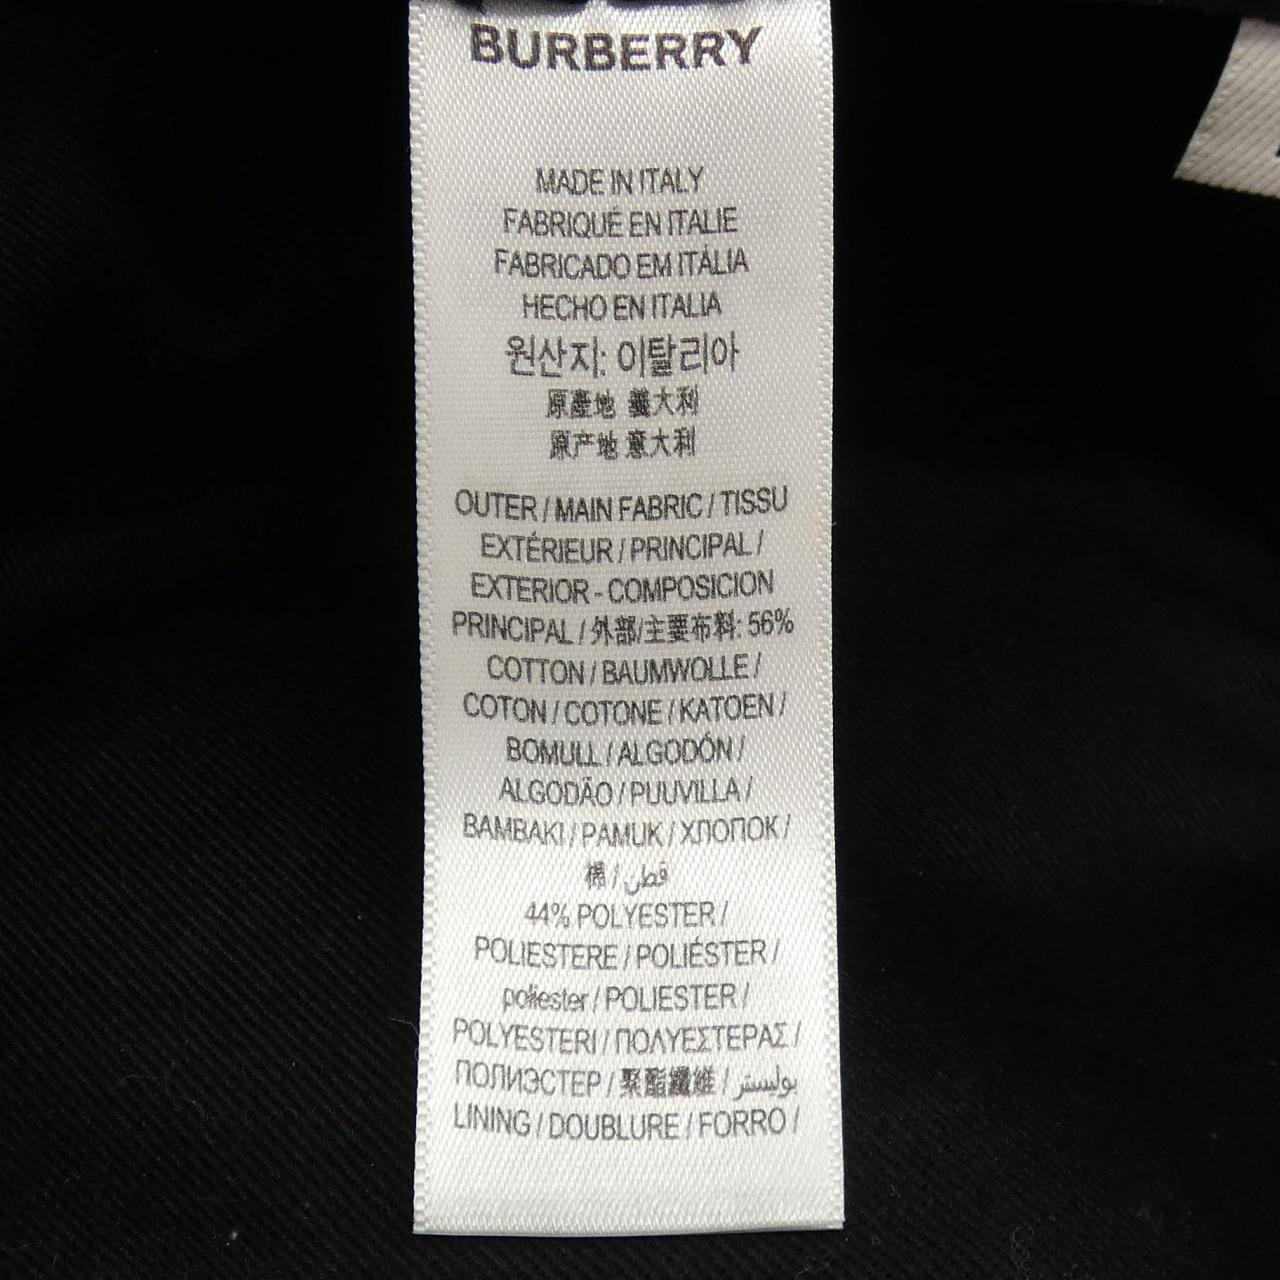 BURBERRY
MADE IN ITALY
FABRIQUÉ EN ITALIE
FABRICADO EM ITÁLIA
HECHO EN ITALIA
원산지: 이탈리아
原產地 義大利
原产地 意大利
OUTER / MAIN FABRIC / TISSU
EXTÉRIEUR / PRINCIPAL /
EXTERIOR - COMPOSICION
PRINCIPAL / 外部/主要布料: 56%
COTTON / BAUMWOLLE /
COTON / COTONE / KATOEN /
BOMULL / ALGODÓN /
ALGODÃO / PUUVILLA /
BAMBAKI / PAMUK / ХЛОПОК /
棉 / قطن
44% POLYESTER /
POLIESTERE / POLIÉSTER /
poliester / POLIESTER /
POLYESTERI / ΠΟΛΥΕΣΤΕΡΑΣ /
ПОЛИЭСТЕР / 聚酯纖維 / بوليستر
LINING / DOUBLURE / FORRO /